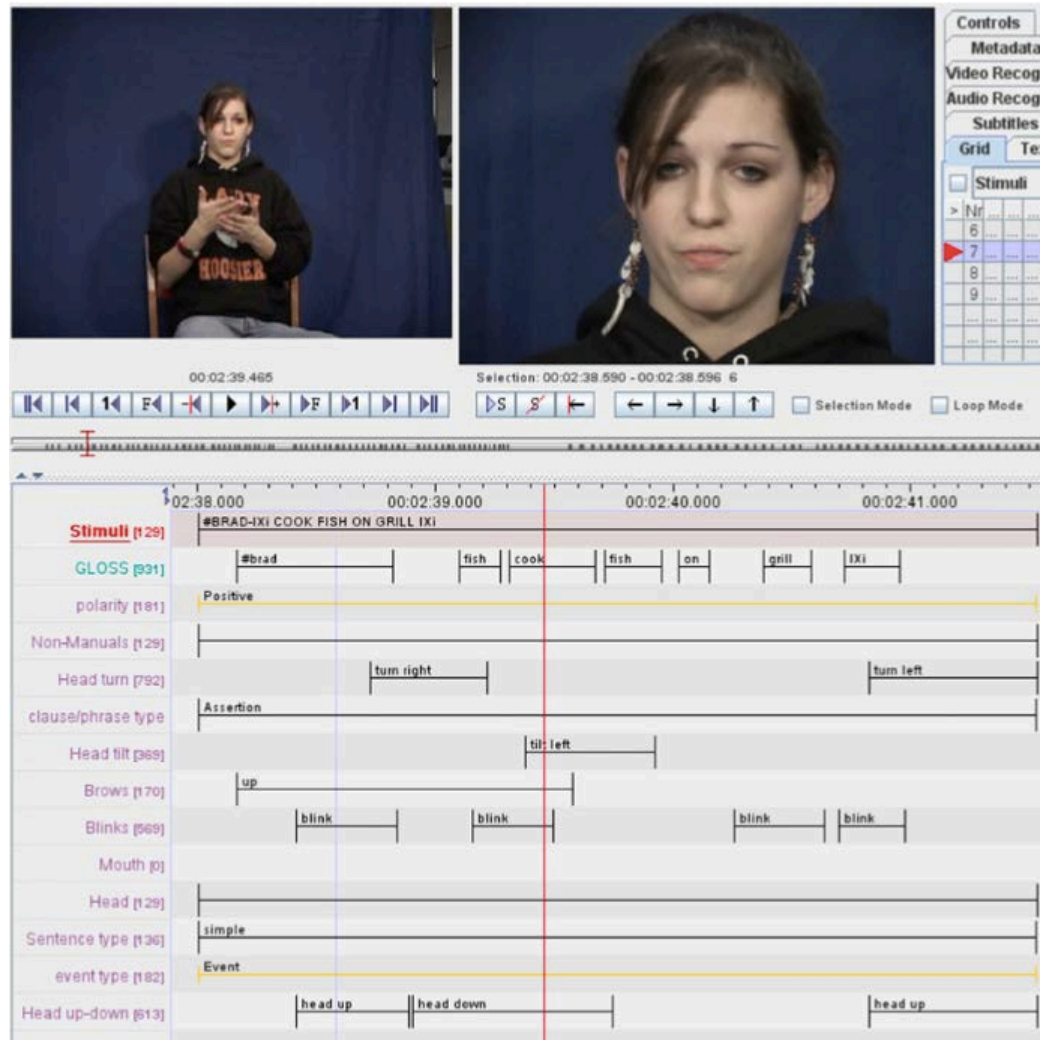 Controls
Metadata
Video Recog
Audio Recog
Subtitles
Grid Te
Stimuli
> Nr ... ... ...
6 ... ... ...
7 ... ... ...
8 ... ... ...
9 ... ... ...
... ... ... ...
... ... ... ...
HOOSIER
00:02:39.465
Selection: 00:02:38.590 - 00:02:38.596 6
1 F F 1 S S Selection Mode Loop Mode
02:38.000 00:02:39.000 00:02:40.000 00:02:41.000
Stimuli [129] #BRAD-IXi COOK FISH ON GRILL IXi
GLOSS [931] #brad fish cook fish on grill IXi
polarity [181] Positive
Non-Manuals [129]
Head turn [792] turn right turn left
clause/phrase type Assertion
Head tilt [369] tilt left
Brows [170] up
Blinks [569] blink blink blink blink
Mouth [0]
Head [129]
Sentence type [136] simple
event type [182] Event
Head up-down [613] head up head down head up